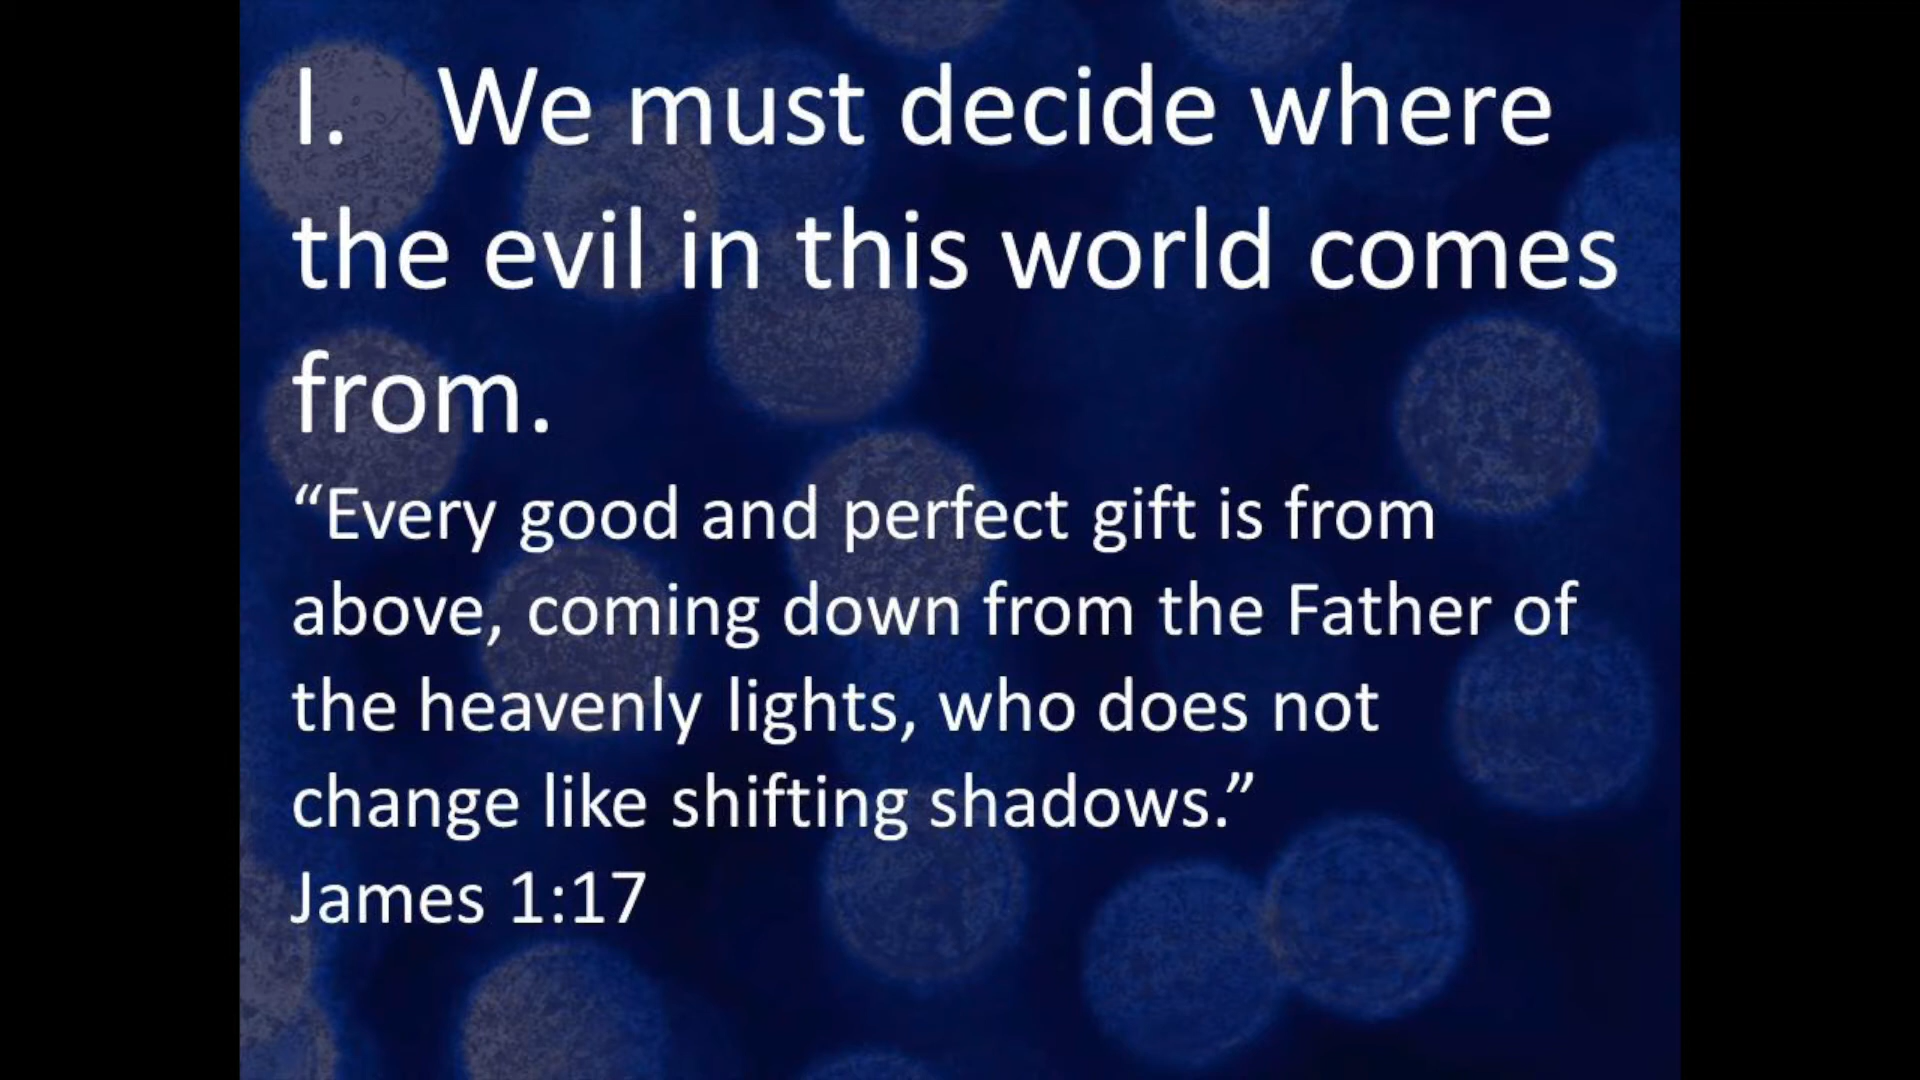 I. We must decide where
the evil in this world comes
from.
“Every good and perfect gift is from
above, coming down from the Father of
the heavenly lights, who does not
change like shifting shadows.”
James 1:17